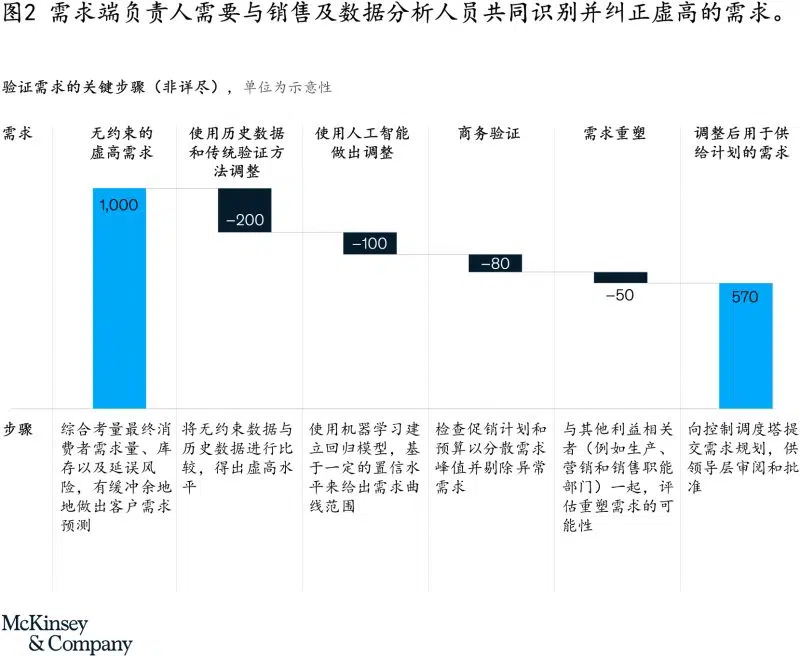 图2 需求端负责人需要与销售及数据分析人员共同识别并纠正虚高的需求。
验证需求的关键步骤（非详尽），单位为示意性
需求
无约束的
虚高需求
使用历史数据
和传统验证方
法调整
使用人工智能
做出调整
商务验证
需求重塑
调整后用于供
给计划的需求
1,000
−200
−100
−80
−50
570
步骤
综合考量最终消
费者需求量、库
存以及延误风
险，有缓冲余地
地做出客户需求
预测
将无约束数据与
历史数据进行比
较，得出虚高水
平
使用机器学习建
立回归模型，基
于一定的置信水
平来给出需求曲
线范围
检查促销计划和
预算以分散需求
峰值并剔除异常
需求
与其他利益相关
者（例如生产、
营销和销售职能
部门）一起，评
估重塑需求的可
能性
向控制调度塔提
交需求规划，供
领导层审阅和批
准
McKinsey
& Company